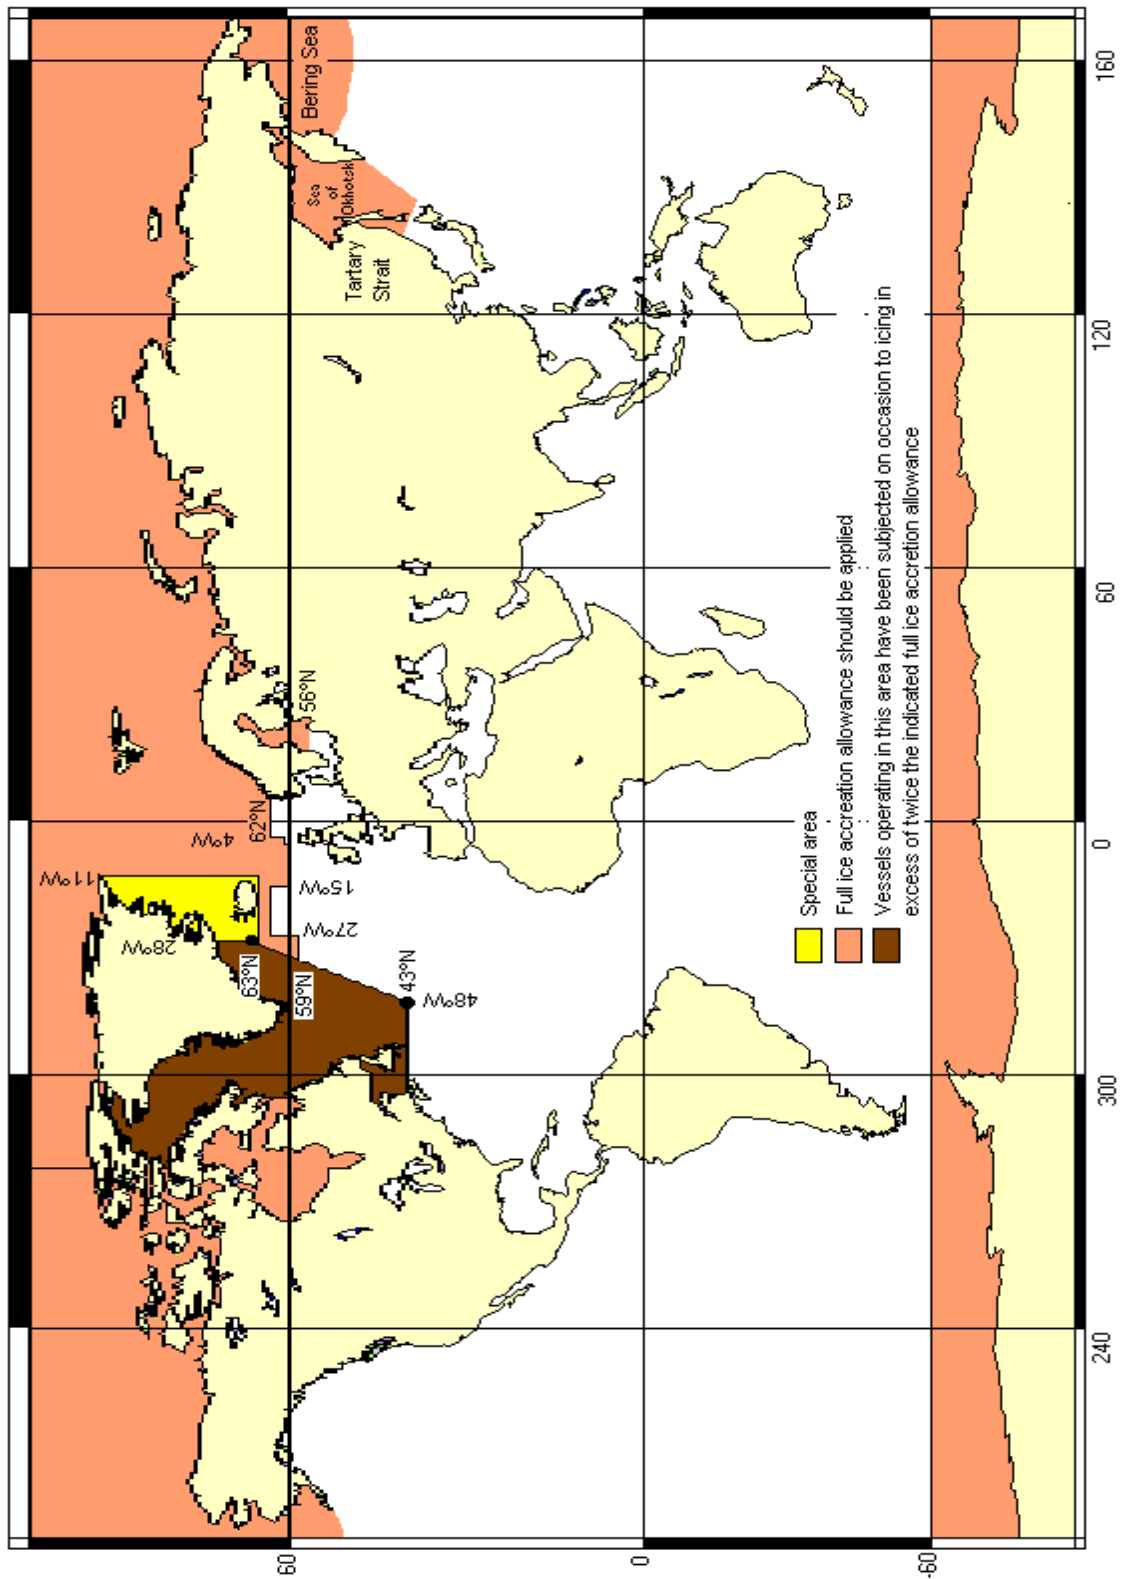 Bering Sea
Sea
of
Okhotsk
Tartary
Strait
56°N
62°N
4°W
11°W
15°W
27°W
28°W
63°N
59°N
43°N
48°W
Special area
Full ice accreation allowance should be applied
Vessels operating in this area have been subjected on occasion to icing in
excess of twice the indicated full ice accretion allowance
60
0
-60
240
300
0
60
120
160